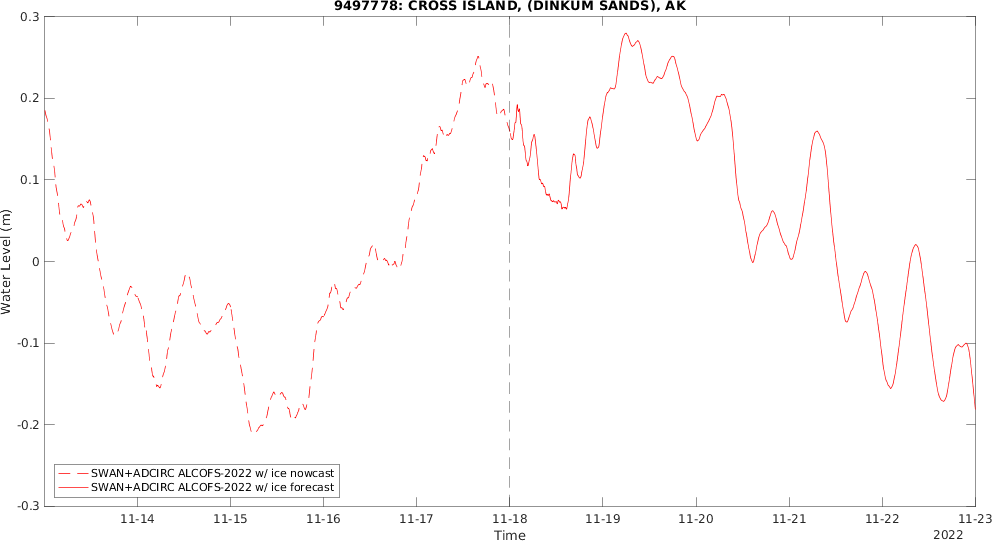 9497778: CROSS ISLAND, (DINKUM SANDS), AK
Water Level (m)
0.3
0.2
0.1
0
-0.1
-0.2
-0.3
SWAN+ADCIRC ALCOFS-2022 w/ ice nowcast
SWAN+ADCIRC ALCOFS-2022 w/ ice forecast
11-14 11-15 11-16 11-17 11-18 11-19 11-20 11-21 11-22 11-23
Time
2022